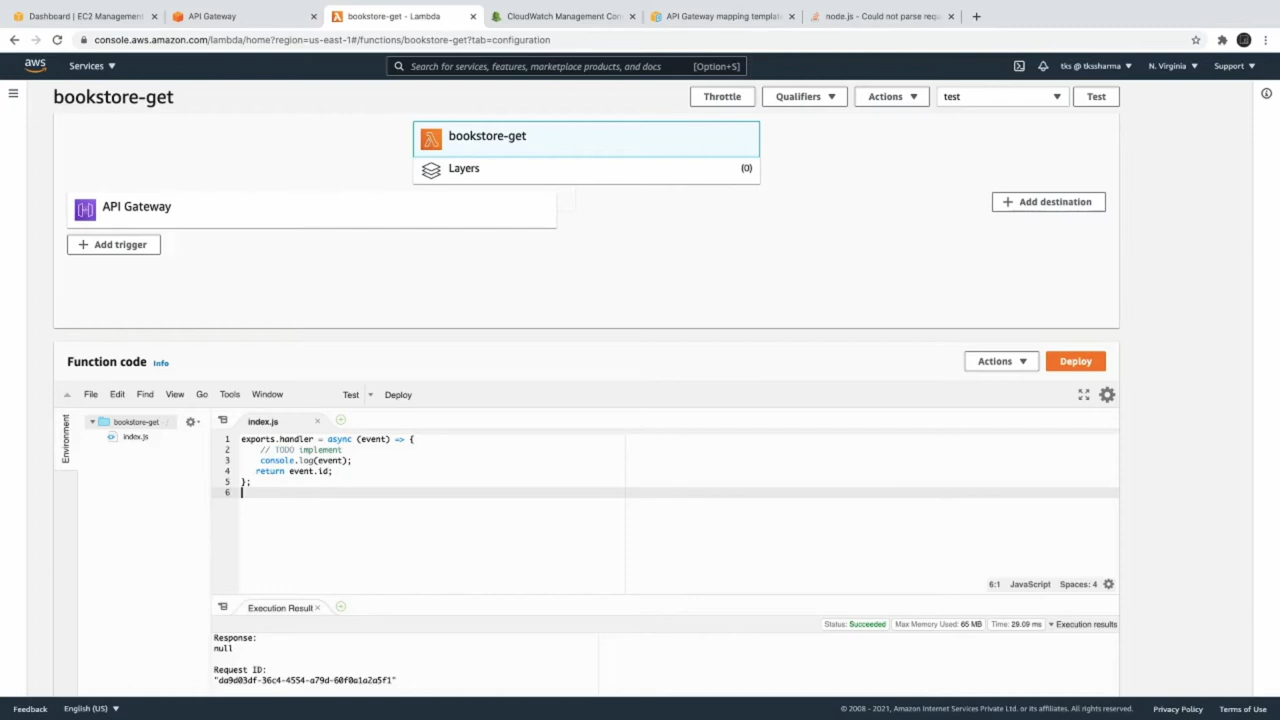 Dashboard | EC2 Management
API Gateway
bookstore-get - Lambda
CloudWatch Management Con
API Gateway mapping templat
node.js - Could not parse requ
console.aws.amazon.com/lambda/home?region=us-east-1#/functions/bookstore-get?tab=configuration
aws
Services
Search for services, features, marketplace products, and docs
[Option+S]
tks @ tkssharma
N. Virginia
Support
bookstore-get
Throttle
Qualifiers
Actions
test
Test
bookstore-get
Layers
(0)
API Gateway
+ Add destination
+ Add trigger
Function code
Info
Actions
Deploy
File
Edit
Find
View
Go
Tools
Window
Test
Deploy
Environment
bookstore-get
index.js
index.js
1 exports.handler = async (event) => {
2 // TODO implement
3 console.log(event);
4 return event.id;
5 };
6
6:1 JavaScript Spaces: 4
Execution Result
Status: Succeeded
Max Memory Used: 65 MB
Time: 29.09 ms
Execution results
Response:
null
Request ID:
"da9d03df-36c4-4554-a79d-60f0a1a2a5f1"
Feedback
English (US)
© 2008 - 2021, Amazon Internet Services Private Ltd. or its affiliates. All rights reserved.
Privacy Policy
Terms of Use